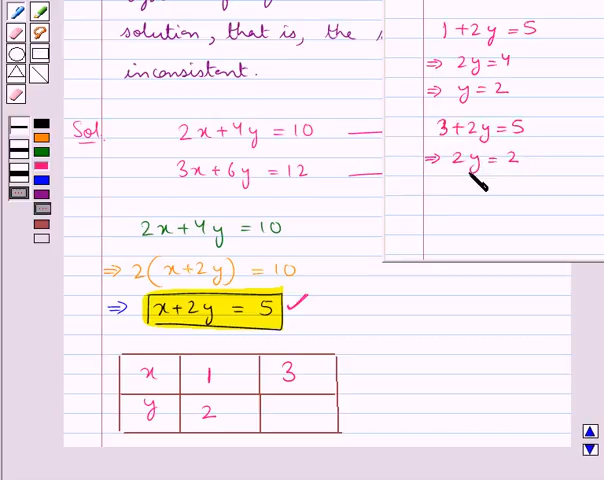 solution, that is, the
inconsistent.
Sol.
2x+4y = 10
3x+6y = 12
2x+4y = 10
⇒ 2(x+2y) = 10
⇒ x+2y = 5 ✓
x 1 3
y 2
1+2y = 5
⇒ 2y = 4
⇒ y = 2
3+2y = 5
⇒ 2y = 2